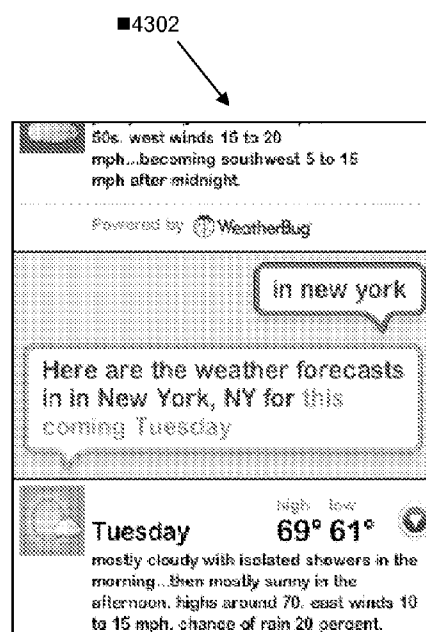 ■4302
50s. west winds 15 to 20
mph...becoming southwest 5 to 15
mph after midnight.
Powered by WeatherBug
in new york
Here are the weather forecasts
in in New York, NY for this
coming Tuesday
high low
Tuesday 69° 61°
mostly cloudy with isolated showers in the
morning...then mostly sunny in the
afternoon. highs around 70. east winds 10
to 15 mph. chance of rain 20 percent.